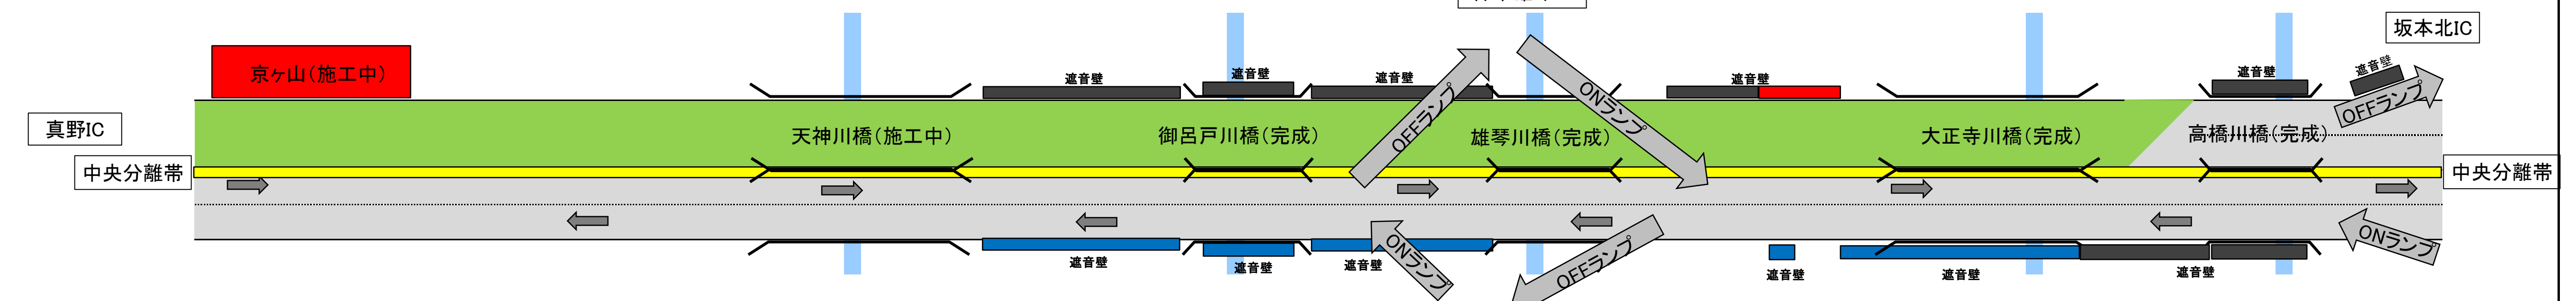 坂本北IC
京ヶ山(施工中)
遮音壁
遮音壁
遮音壁
遮音壁
遮音壁
遮音壁
真野IC
天神川橋(施工中)
御呂戸川橋(完成)
OFFランプ
雄琴川橋(完成)
ONランプ
大正寺川橋(完成)
高橋川橋(完成)
OFFランプ
中央分離帯
中央分離帯
ONランプ
OFFランプ
ONランプ
遮音壁
遮音壁
遮音壁
遮音壁
遮音壁
遮音壁